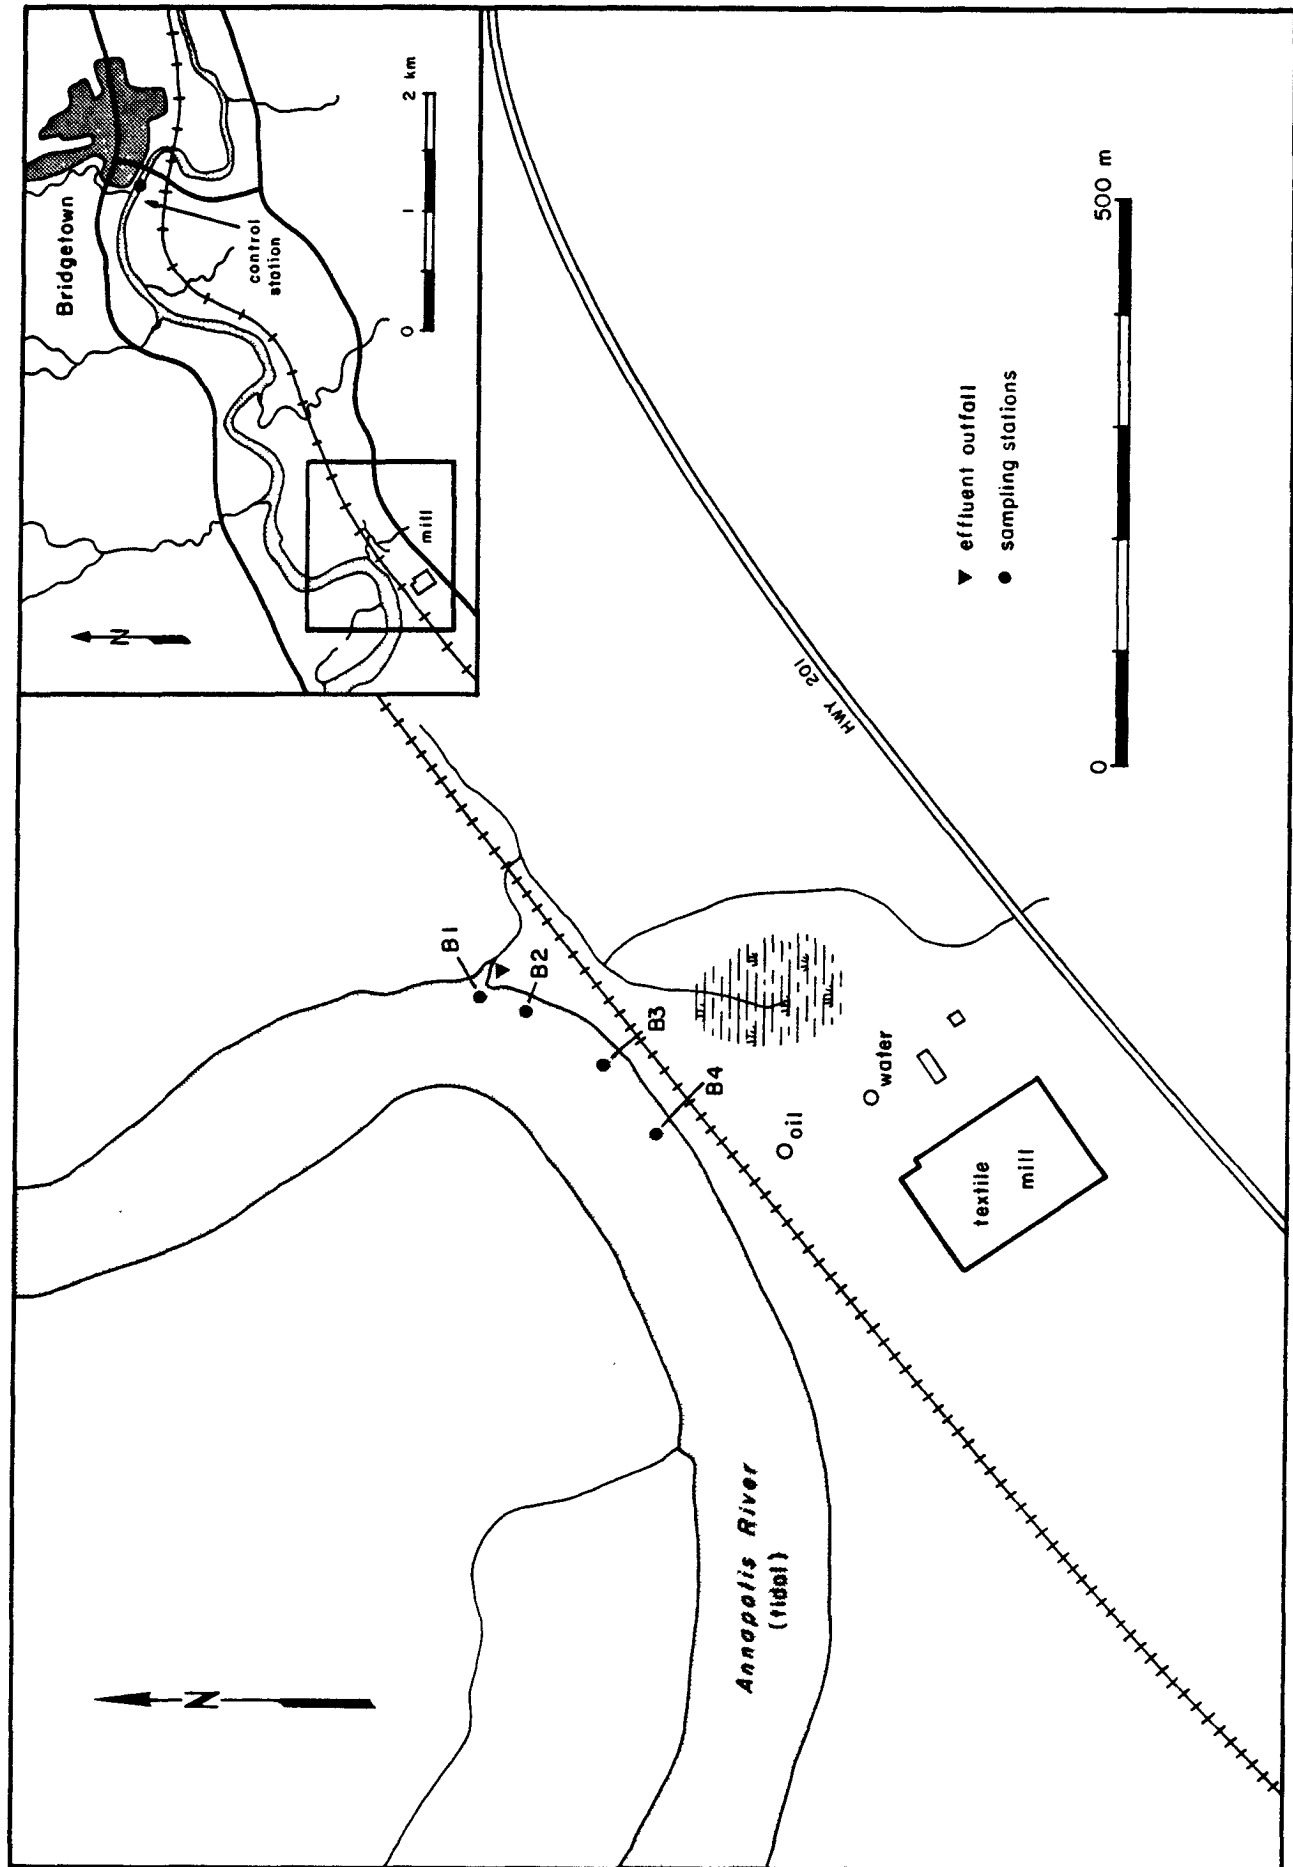 Bridgetown
control
station
N
mill
0 1 2 km
B1
B2
B3
B4
oil
water
textile
mill
HWY 201
effluent outfall
sampling stations
0 500 m
Annapolis River
(tidal)
N